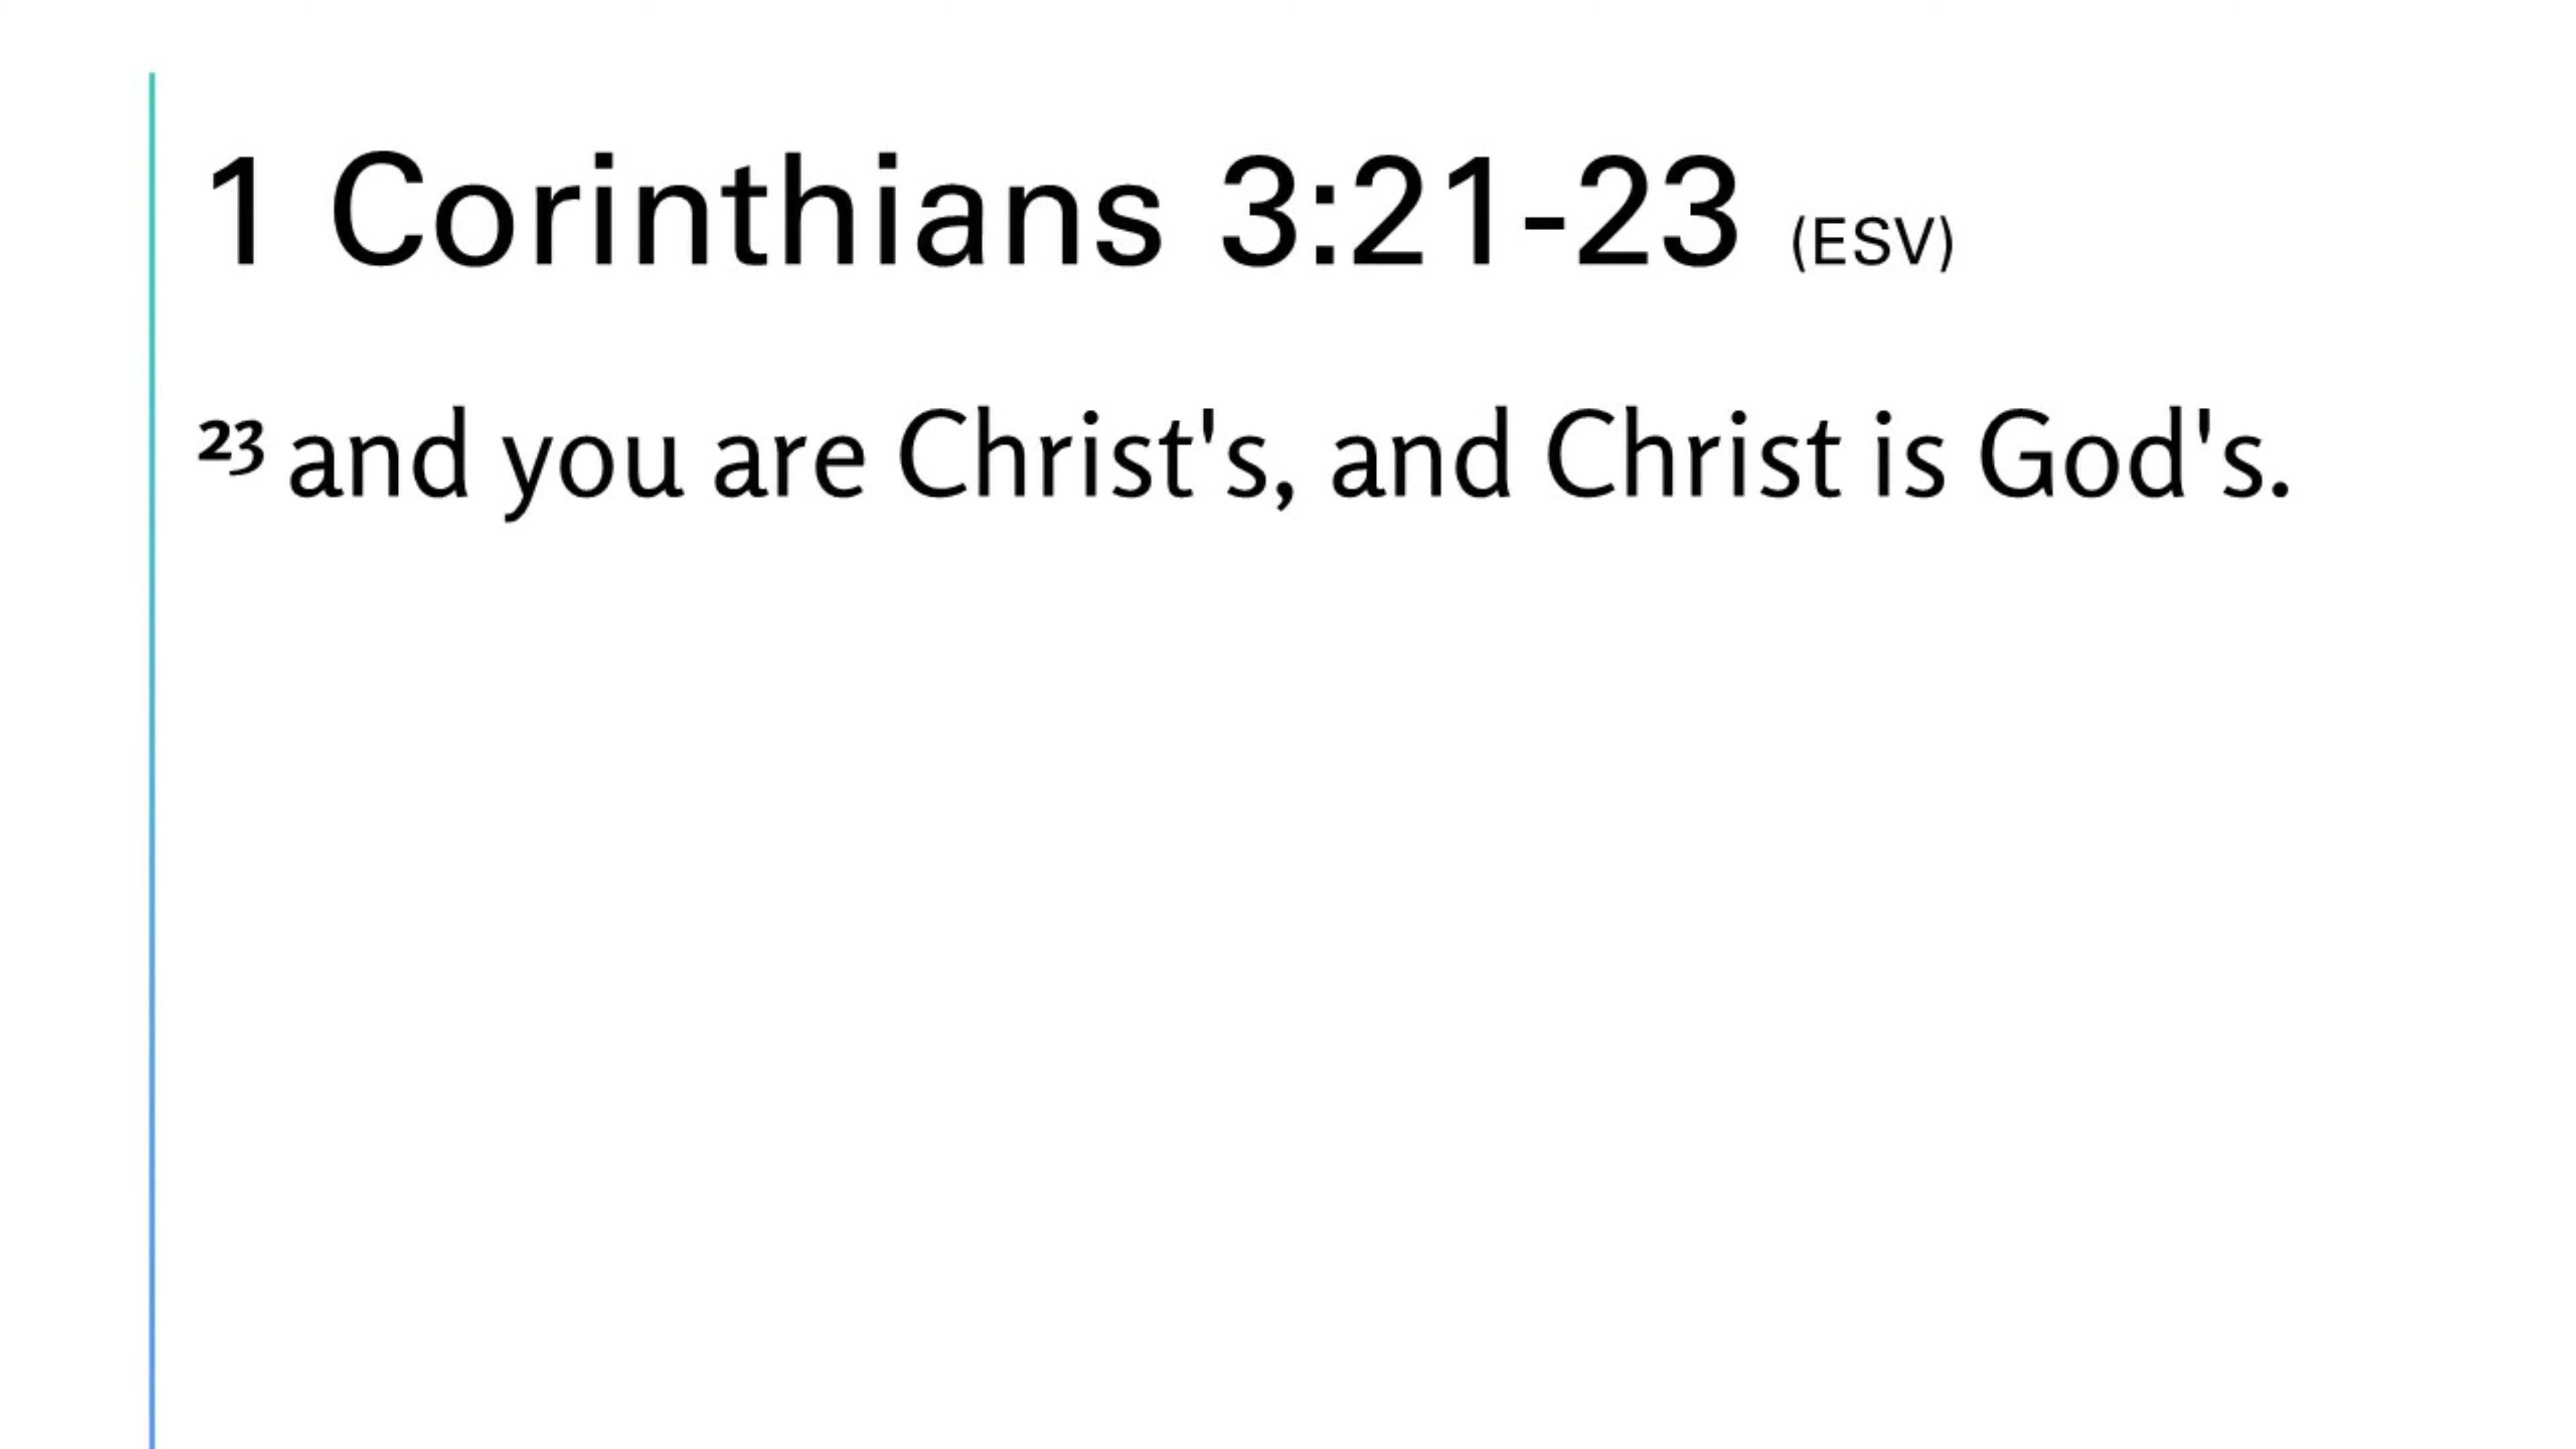 1 Corinthians 3:21-23 (ESV)
23 and you are Christ's, and Christ is God's.